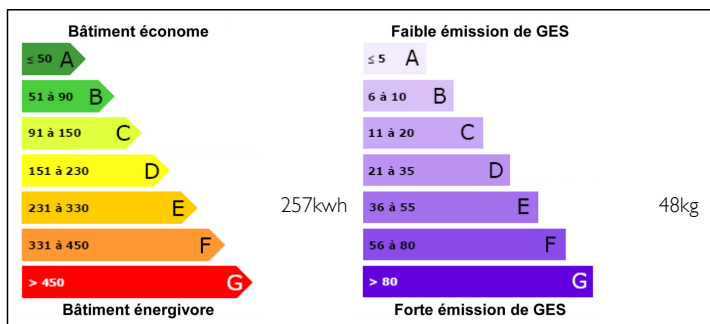 Bâtiment économe
≤ 50 A
51 à 90 B
91 à 150 C
151 à 230 D
231 à 330 E
257kwh
331 à 450 F
> 450 G
Bâtiment énergivore
Faible émission de GES
≤ 5 A
6 à 10 B
11 à 20 C
21 à 35 D
36 à 55 E
48kg
56 à 80 F
> 80 G
Forte émission de GES